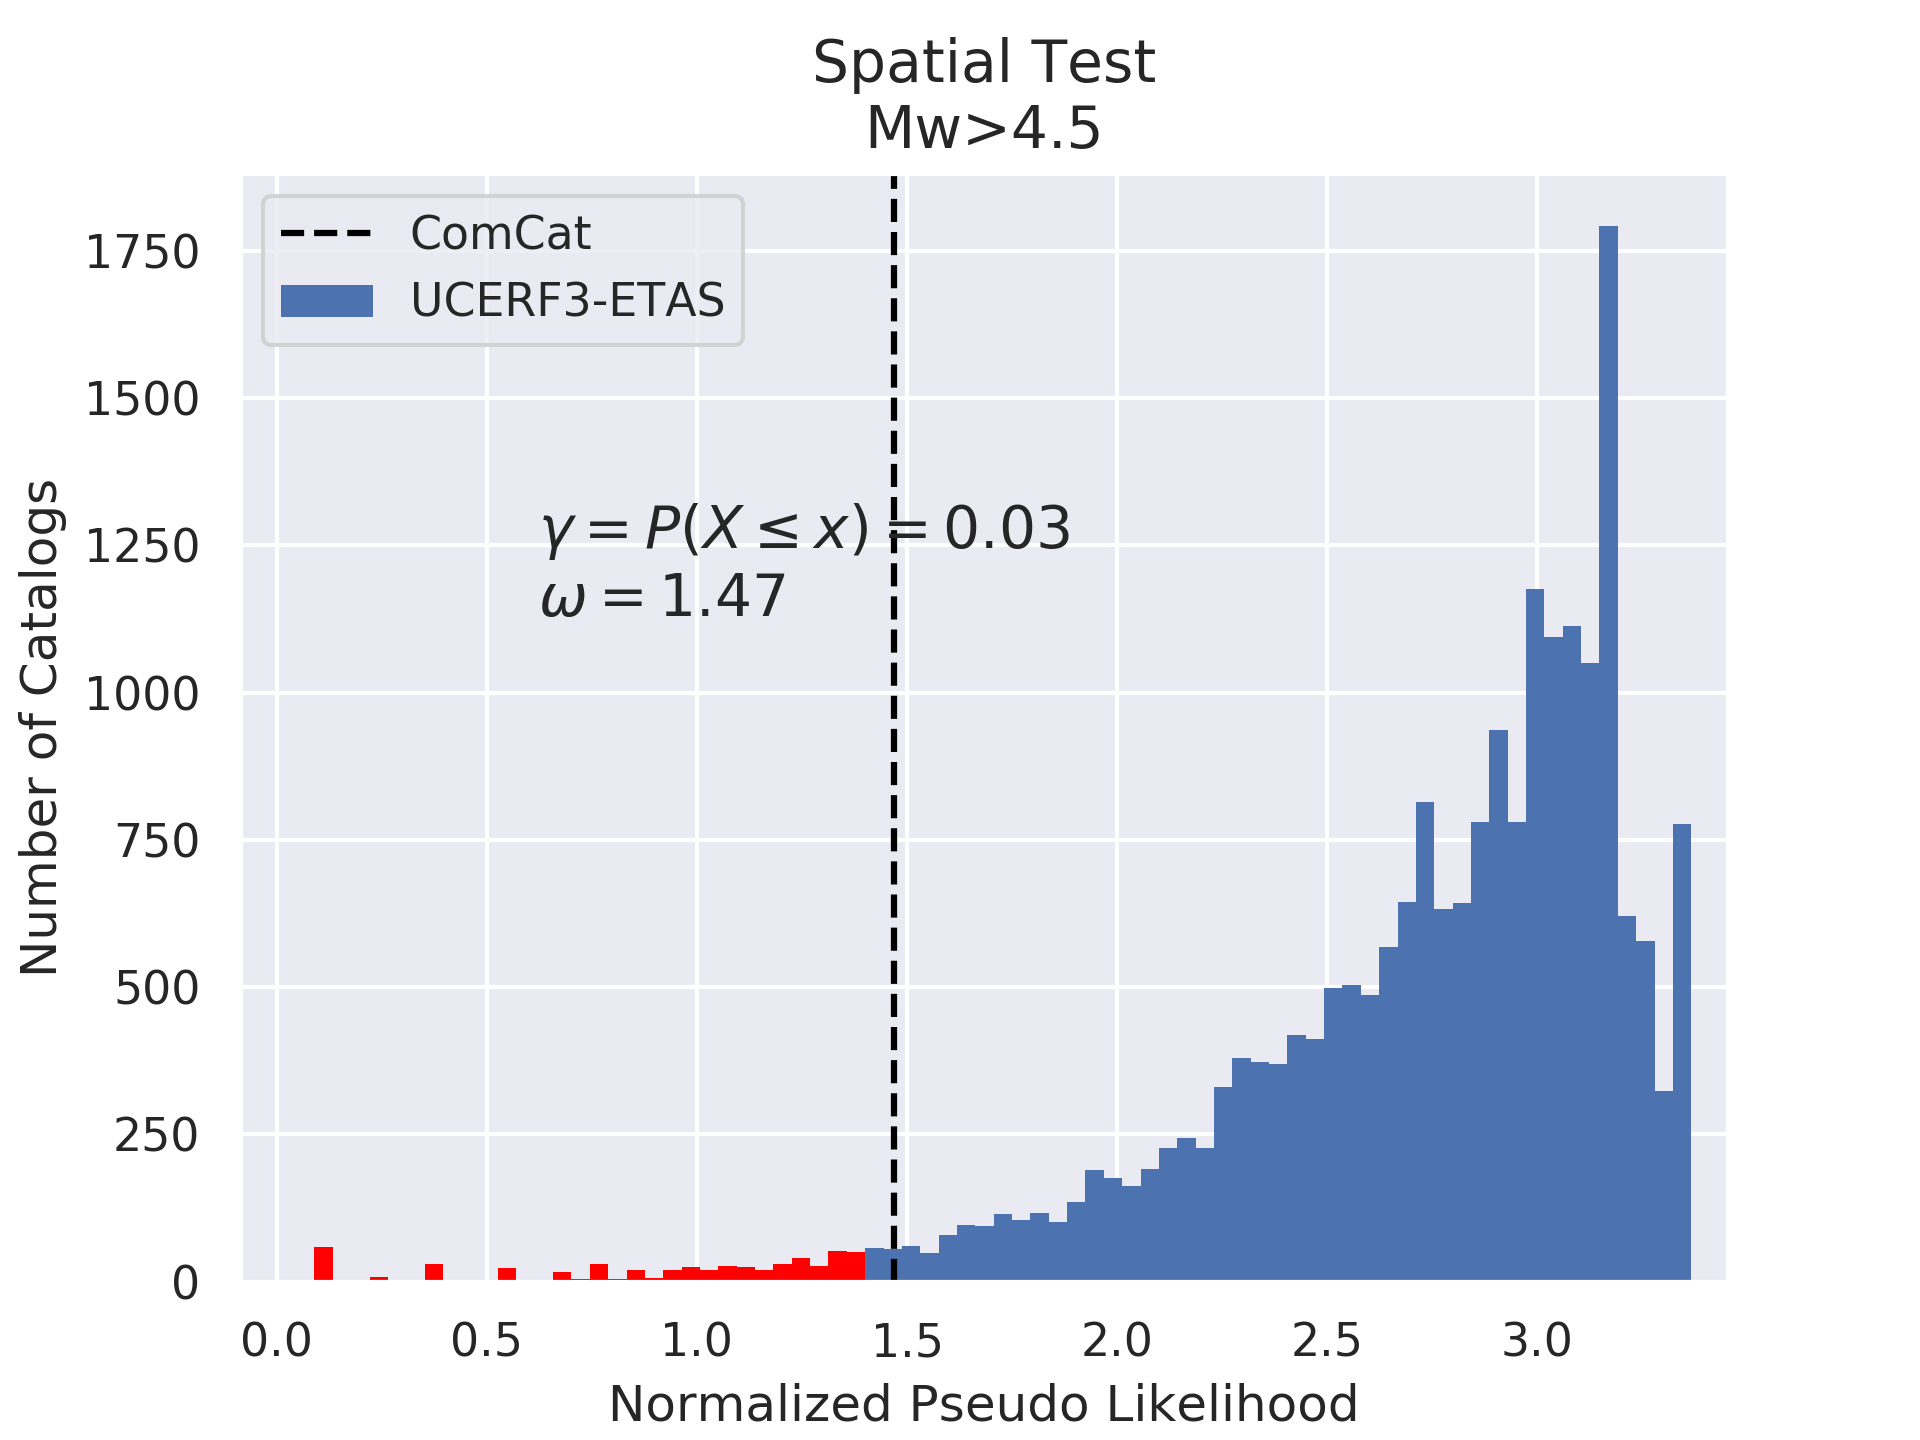 Spatial Test
Mw>4.5
ComCat
UCERF3-ETAS
γ = P(X ≤ x) = 0.03
ω = 1.47
Number of Catalogs
1750
1500
1250
1000
750
500
250
0
0.0 0.5 1.0 1.5 2.0 2.5 3.0
Normalized Pseudo Likelihood